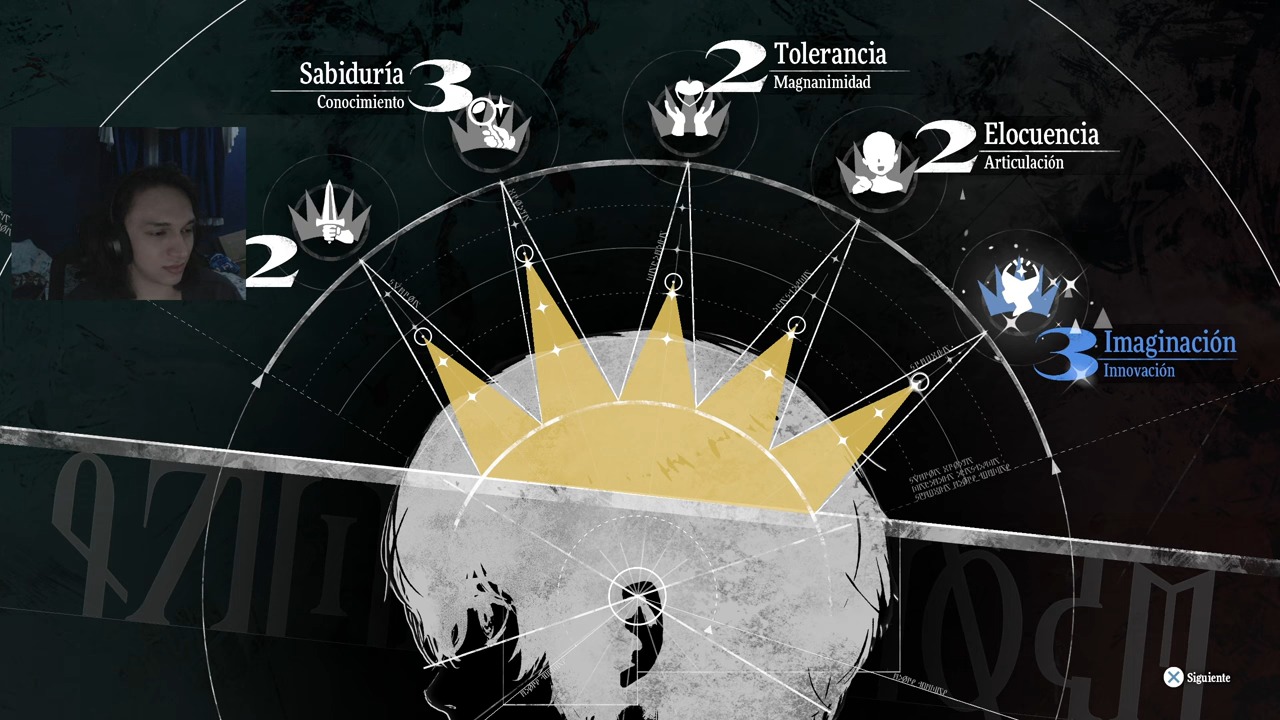 Sabiduría
Conocimiento
3
2
Tolerancia
Magnanimidad
2
Elocuencia
Articulación
2
3
Imaginación
Innovación
Siguiente